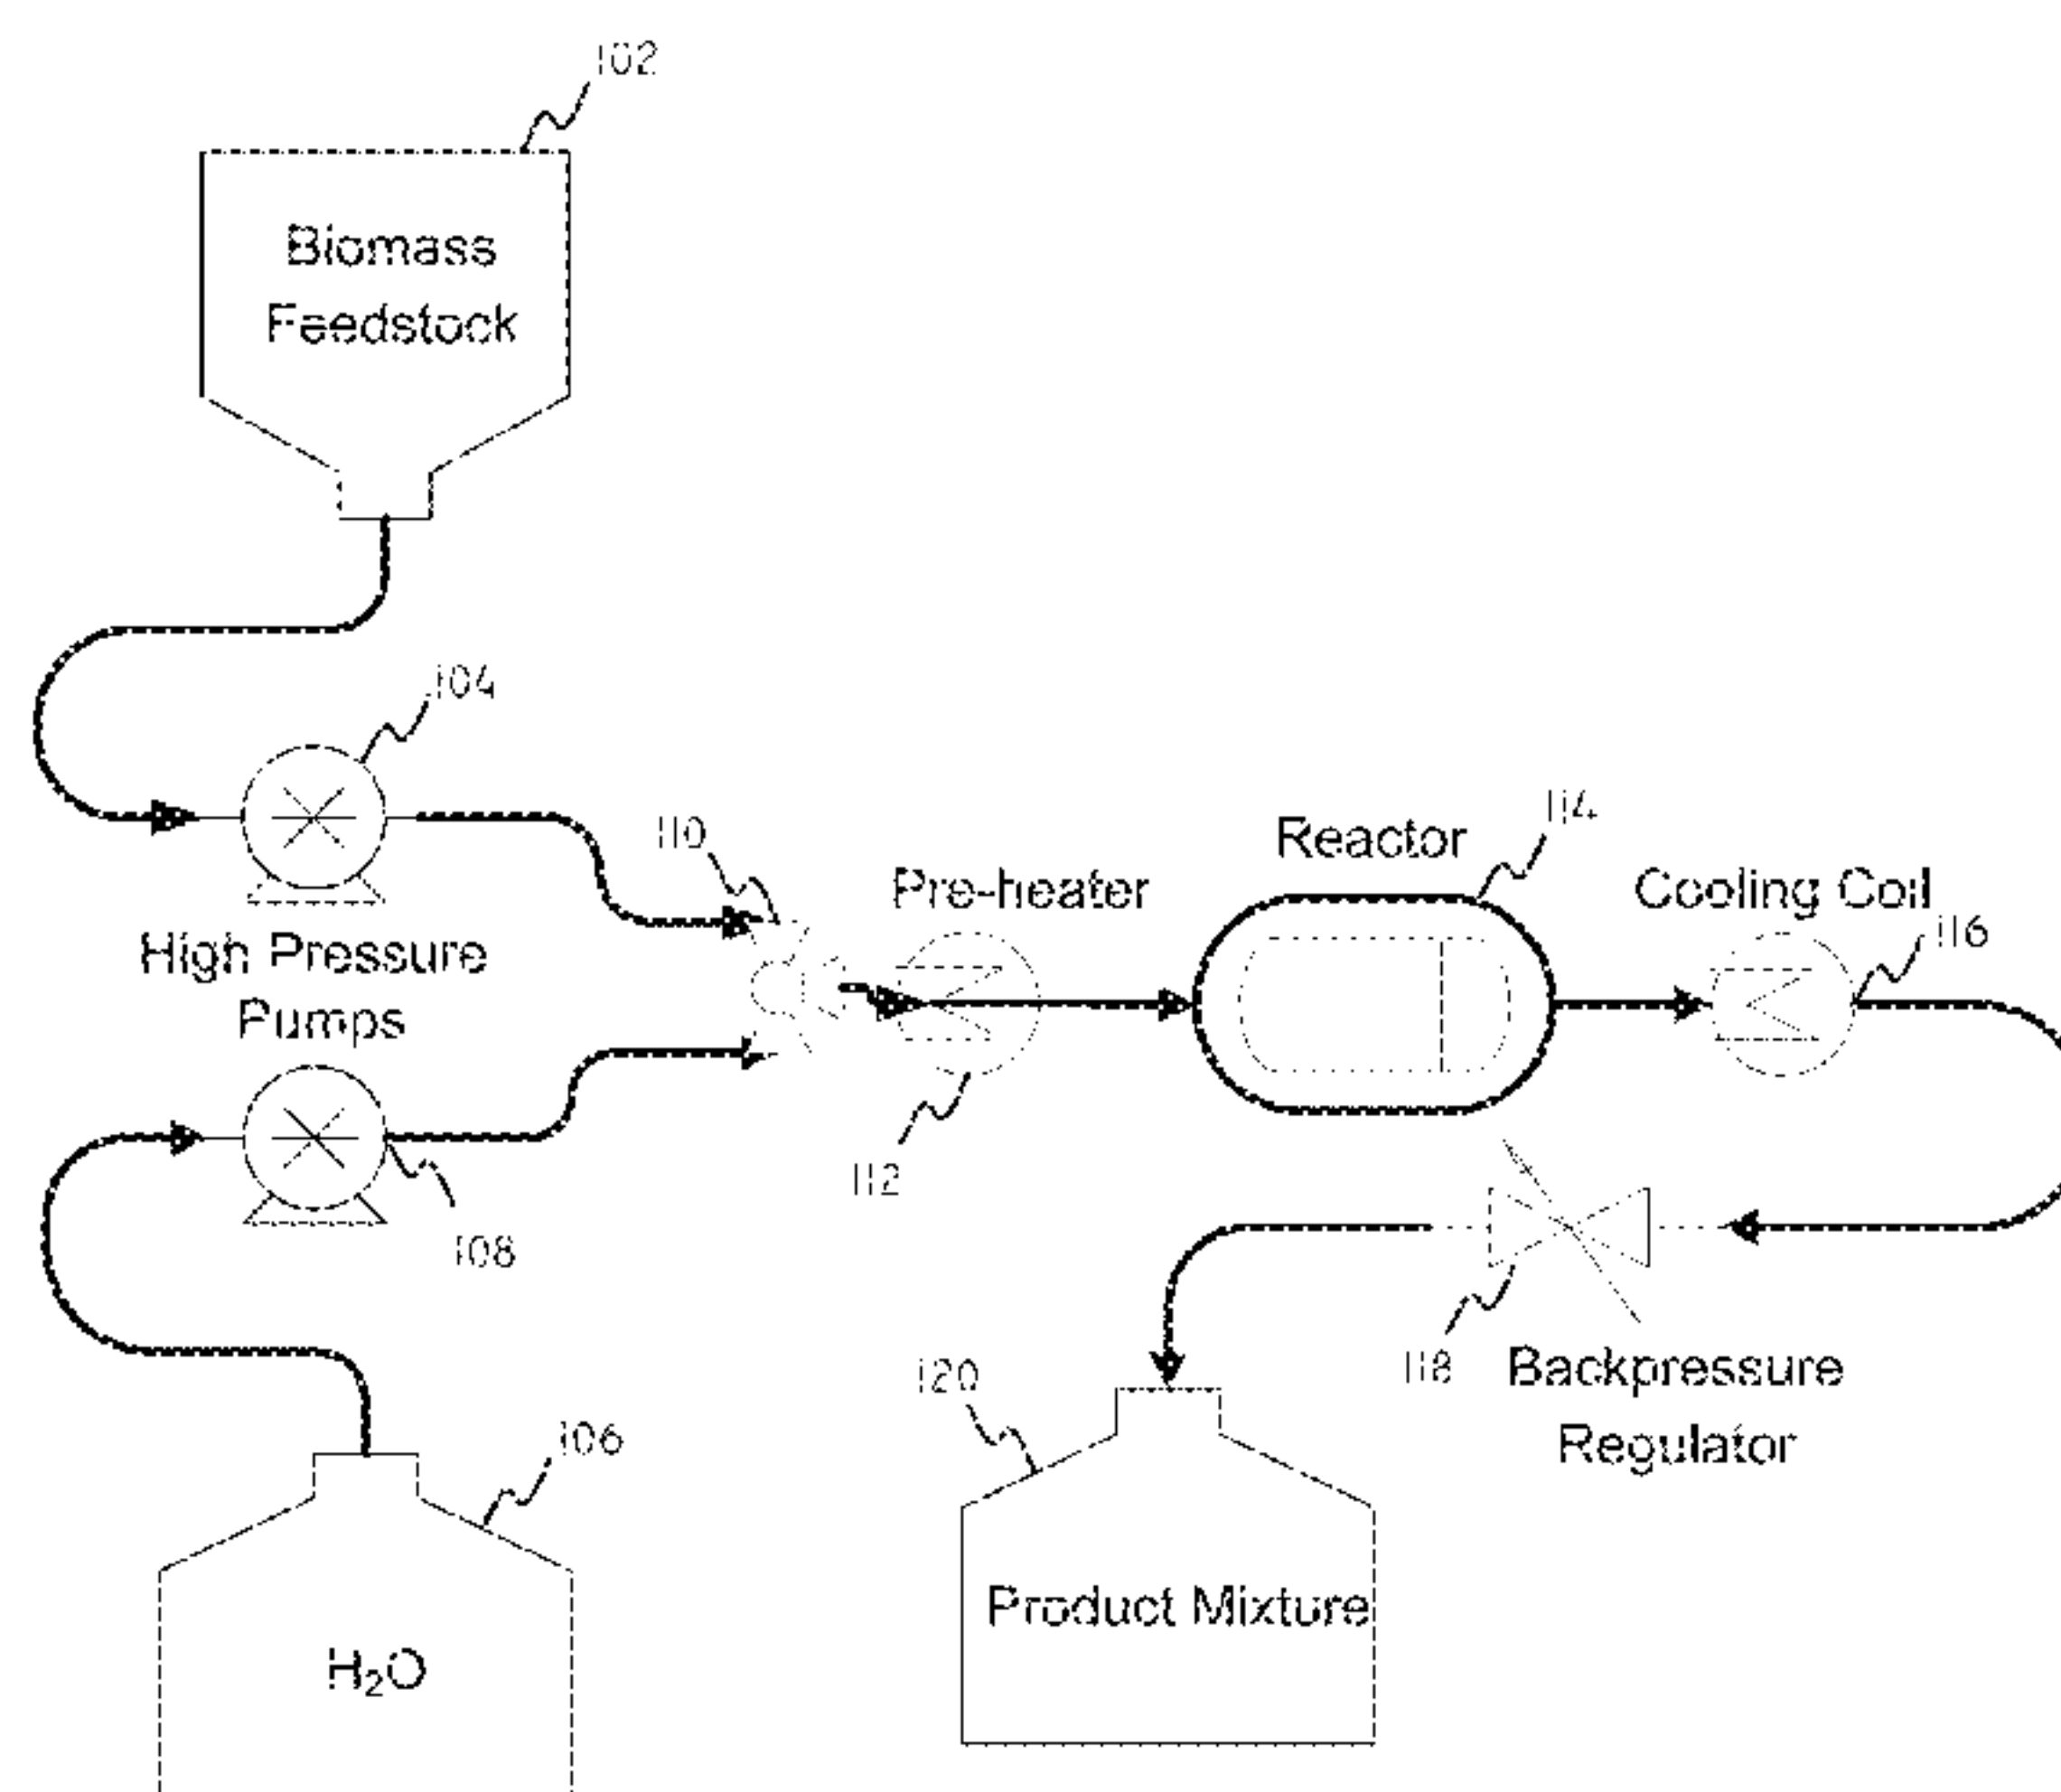 102
Biomass
Feedstock
104
High Pressure
Pumps
110
Pre-heater
Reactor
114
Cooling Coil
116
112
108
118
Backpressure
Regulator
120
106
Product Mixture
H₂O